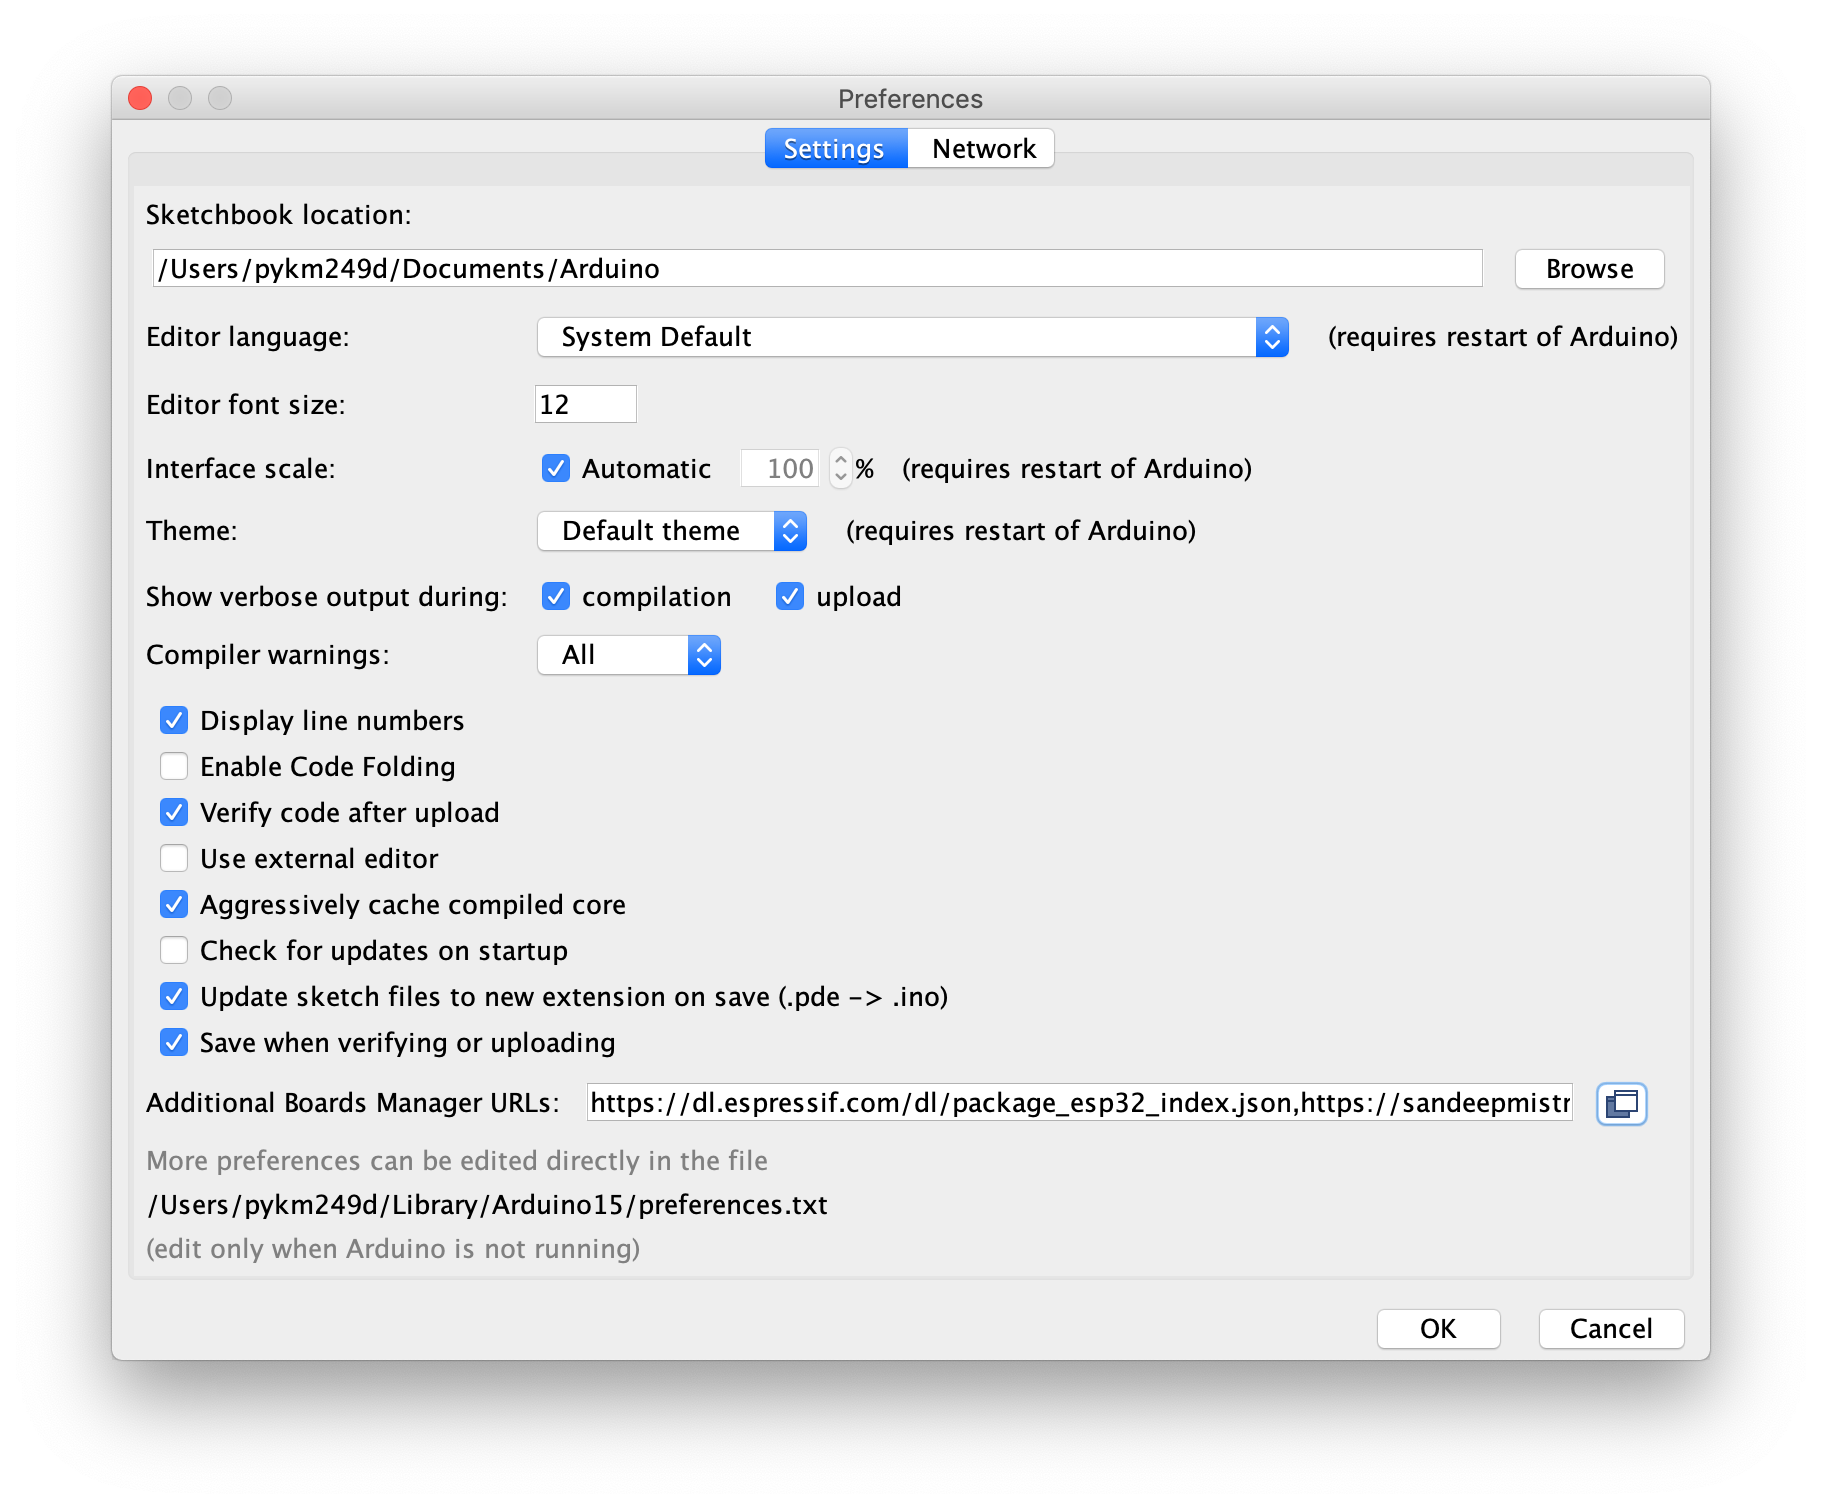 Preferences
Settings Network
Sketchbook location:
/Users/pykm249d/Documents/Arduino Browse
Editor language: System Default (requires restart of Arduino)
Editor font size: 12
Interface scale: Automatic 100 % (requires restart of Arduino)
Theme: Default theme (requires restart of Arduino)
Show verbose output during: compilation upload
Compiler warnings: All
Display line numbers
Enable Code Folding
Verify code after upload
Use external editor
Aggressively cache compiled core
Check for updates on startup
Update sketch files to new extension on save (.pde -> .ino)
Save when verifying or uploading
Additional Boards Manager URLs: https://dl.espressif.com/dl/package_esp32_index.json,https://sandeepmistr
More preferences can be edited directly in the file
/Users/pykm249d/Library/Arduino15/preferences.txt
(edit only when Arduino is not running)
OK Cancel